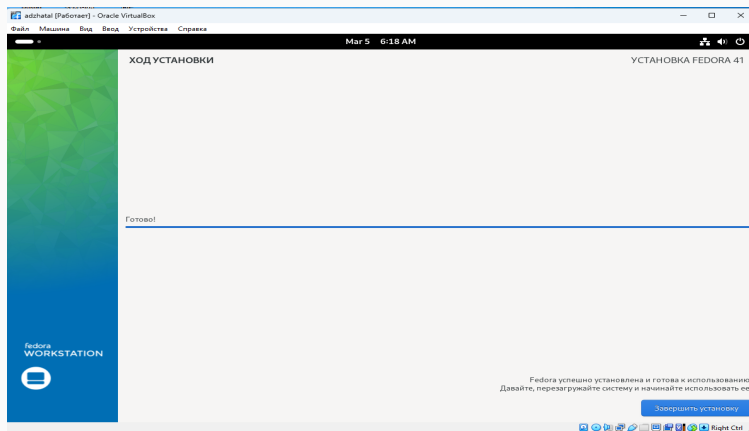 adzhatal [Работает] - Oracle VirtualBox
Файл Машина Вид Ввод Устройства Справка
Mar 5 6:18 AM
ХОД УСТАНОВКИ
УСТАНОВКА FEDORA 41
Готово!
fedora
WORKSTATION
Fedora успешно установлена и готова к использованию
Давайте, перезагружайте систему и начинайте использовать ее
Завершить установку
Right Ctrl